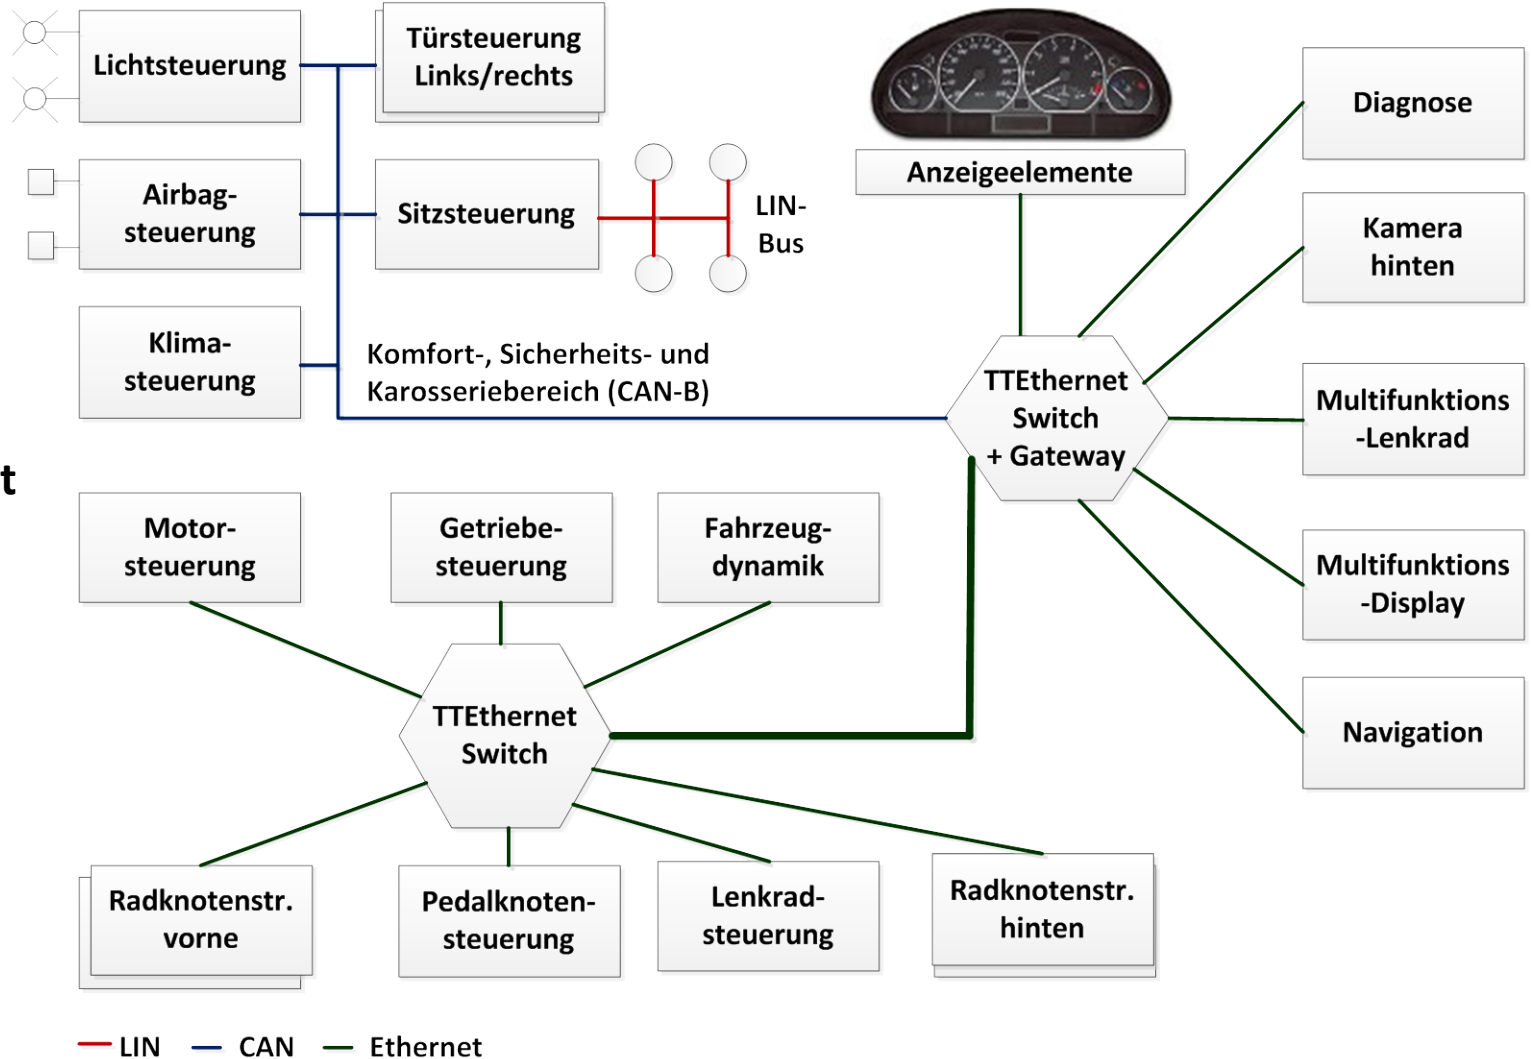 Lichtsteuerung
Türsteuerung
Links/rechts
Anzeigeelemente
Diagnose
Airbag-
steuerung
Sitzsteuerung
LIN-
Bus
Kamera
hinten
Klima-
steuerung
Komfort-, Sicherheits- und
Karosseriebereich (CAN-B)
TTEthernet
Switch
+ Gateway
Multifunktions
-Lenkrad
t
Motor-
steuerung
Getriebe-
steuerung
Fahrzeug-
dynamik
Multifunktions
-Display
TTEthernet
Switch
Navigation
Radknotenstr.
vorne
Pedalknoten-
steuerung
Lenkrad-
steuerung
Radknotenstr.
hinten
LIN
CAN
Ethernet